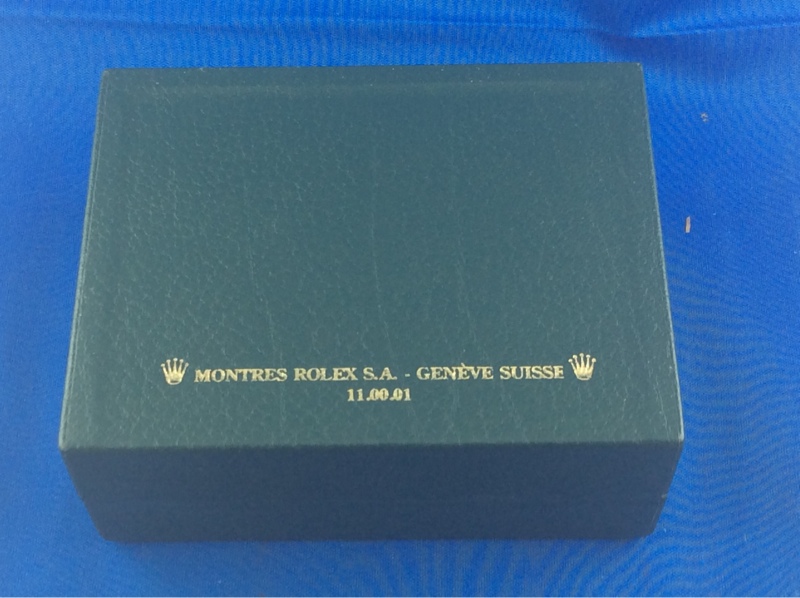 MONTRES ROLEX S.A. - GENÈVE SUISSE
11.00.01